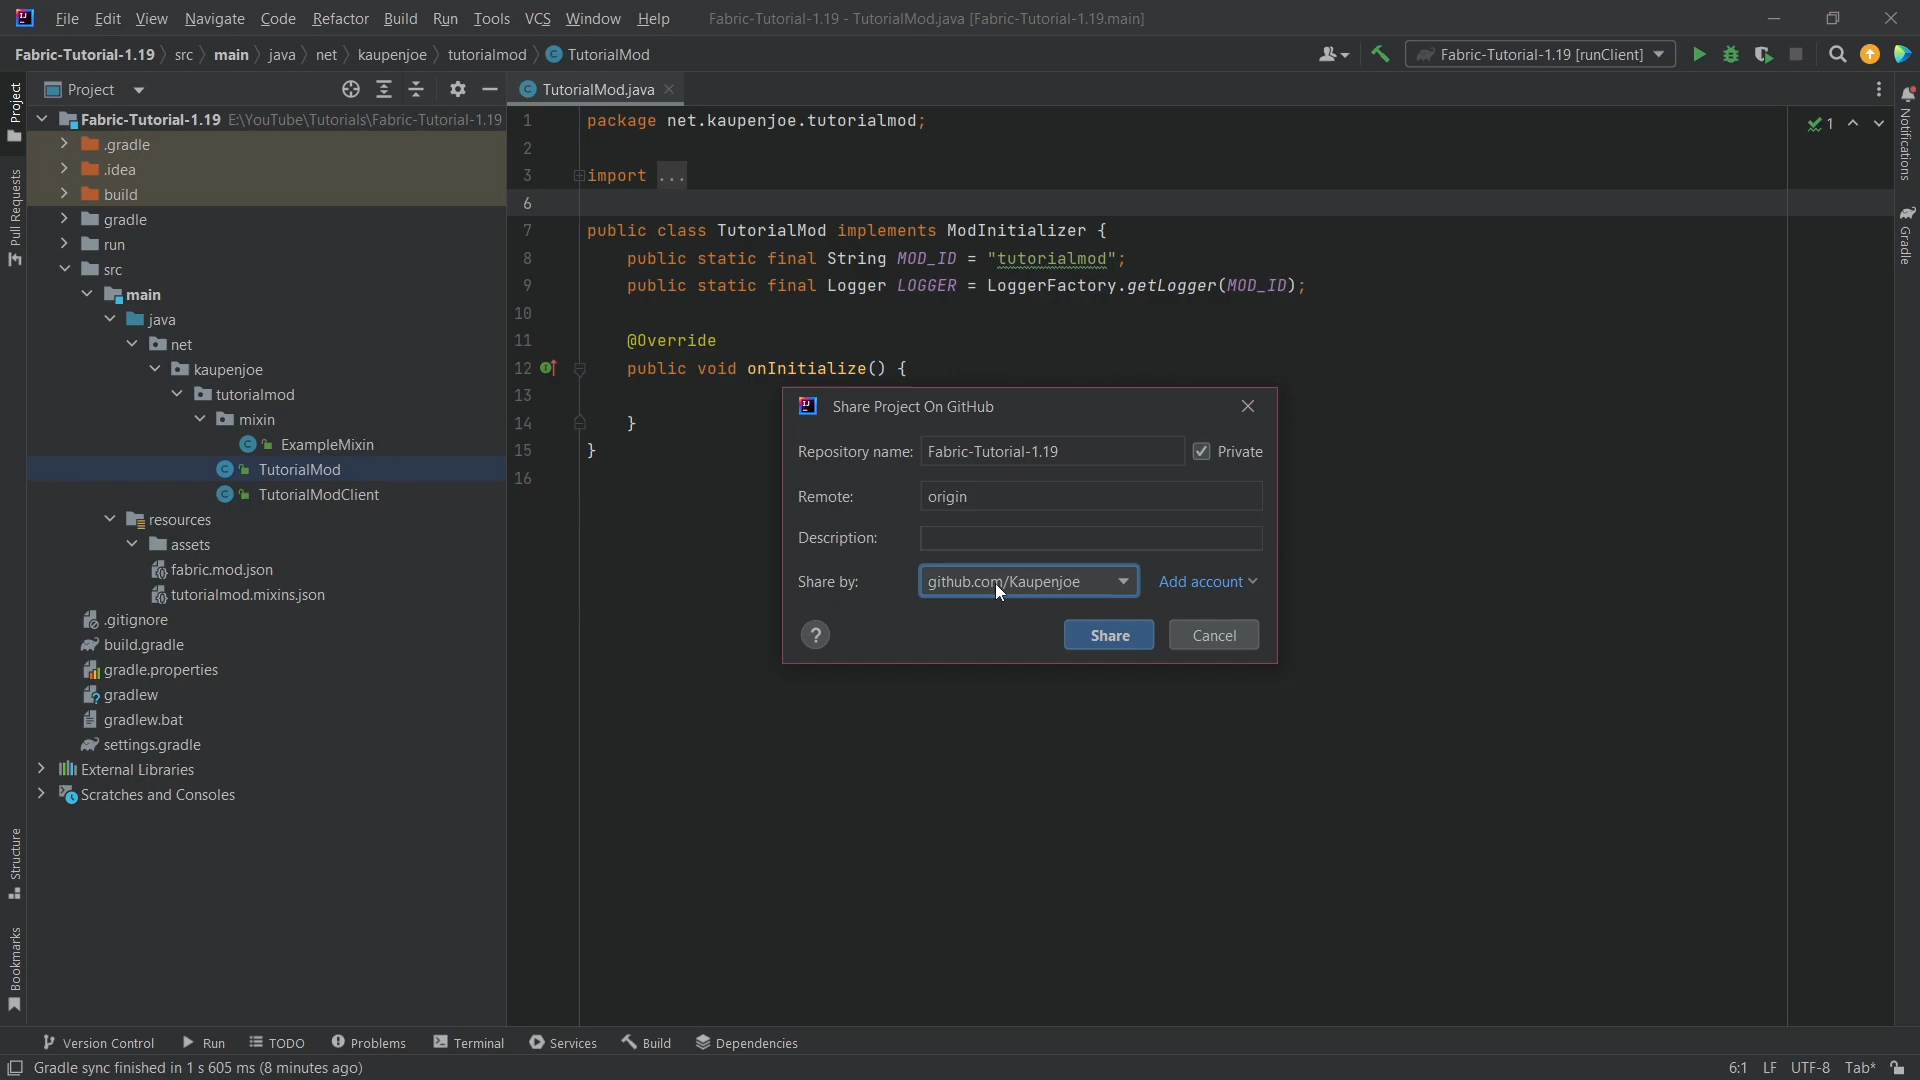 File Edit View Navigate Code Refactor Build Run Tools VCS Window Help Fabric-Tutorial-1.19 - TutorialMod.java [Fabric-Tutorial-1.19.main]
Fabric-Tutorial-1.19 src main java net kaupenjoe tutorialmod TutorialMod Fabric-Tutorial-1.19 [runClient]
Project
TutorialMod.java
Fabric-Tutorial-1.19 E:\YouTube\Tutorials\Fabric-Tutorial-1.19
.gradle
.idea
build
gradle
run
src
main
java
net
kaupenjoe
tutorialmod
mixin
ExampleMixin
TutorialMod
TutorialModClient
resources
assets
fabric.mod.json
tutorialmod.mixins.json
.gitignore
build.gradle
gradle.properties
gradlew
gradlew.bat
settings.gradle
External Libraries
Scratches and Consoles
Project
Pull Requests
Structure
Bookmarks
1 package net.kaupenjoe.tutorialmod;
2
3 import ...
6
7 public class TutorialMod implements ModInitializer {
8 public static final String MOD_ID = "tutorialmod";
9 public static final Logger LOGGER = LoggerFactory.getLogger(MOD_ID);
10
11 @Override
12 public void onInitialize() {
13
14 }
15 }
16
1
Notifications
Gradle
Share Project On GitHub
Repository name: Fabric-Tutorial-1.19 Private
Remote: origin
Description:
Share by: github.com/Kaupenjoe Add account
? Share Cancel
Version Control Run TODO Problems Terminal Services Build Dependencies
Gradle sync finished in 1 s 605 ms (8 minutes ago) 6:1 LF UTF-8 Tab*